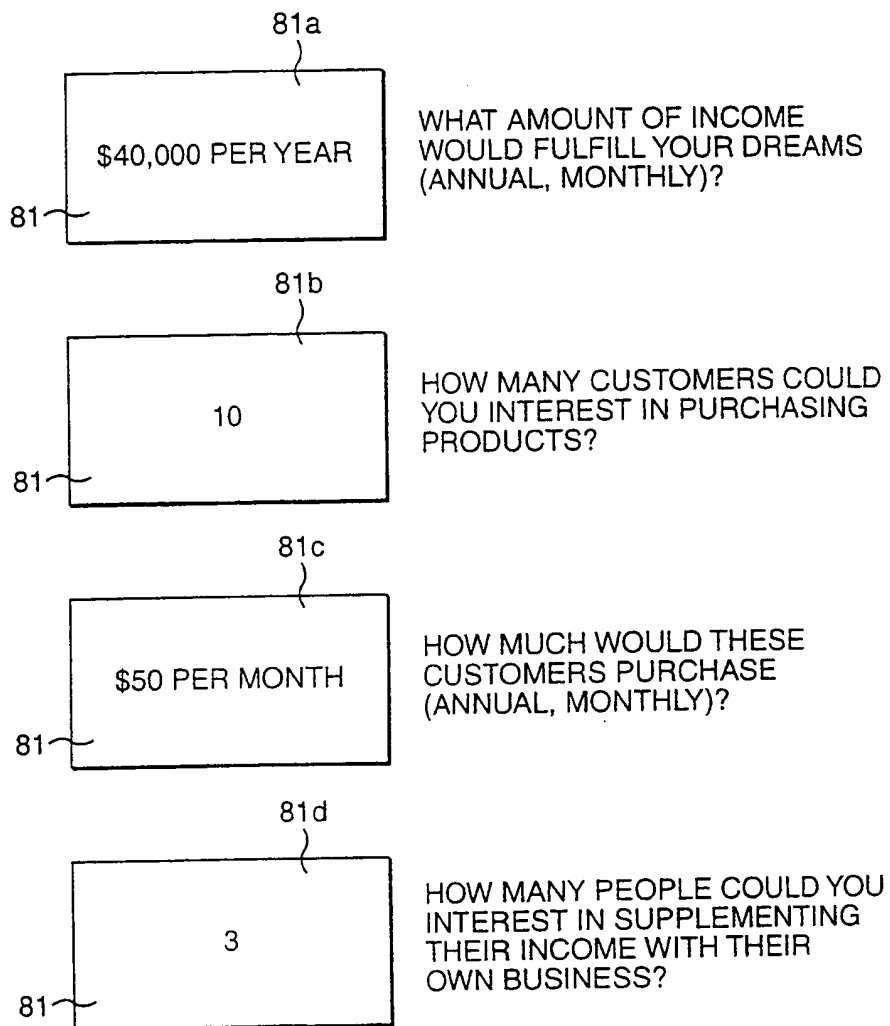 81a
$40,000 PER YEAR
81
WHAT AMOUNT OF INCOME
WOULD FULFILL YOUR DREAMS
(ANNUAL, MONTHLY)?
81b
10
81
HOW MANY CUSTOMERS COULD
YOU INTEREST IN PURCHASING
PRODUCTS?
81c
$50 PER MONTH
81
HOW MUCH WOULD THESE
CUSTOMERS PURCHASE
(ANNUAL, MONTHLY)?
81d
3
81
HOW MANY PEOPLE COULD YOU
INTEREST IN SUPPLEMENTING
THEIR INCOME WITH THEIR
OWN BUSINESS?